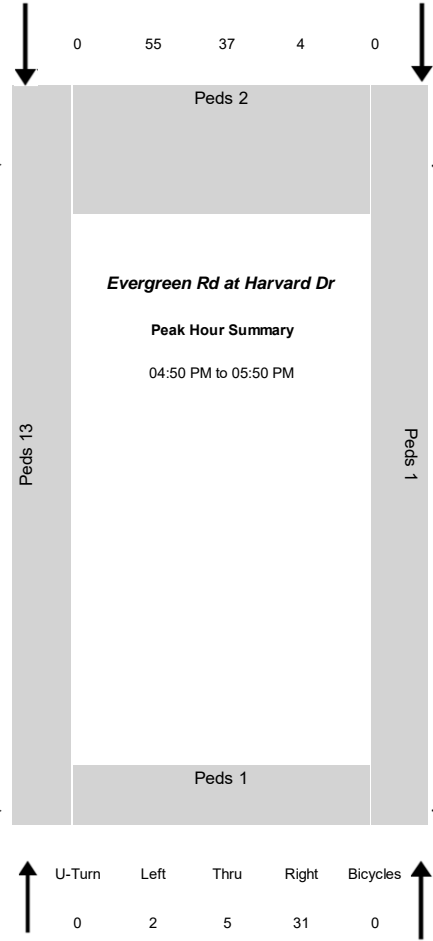 0 55 37 4 0
Peds 2
Evergreen Rd at Harvard Dr
Peak Hour Summary
04:50 PM to 05:50 PM
Peds 13
Peds 1
Peds 1
U-Turn Left Thru Right Bicycles
0 2 5 31 0